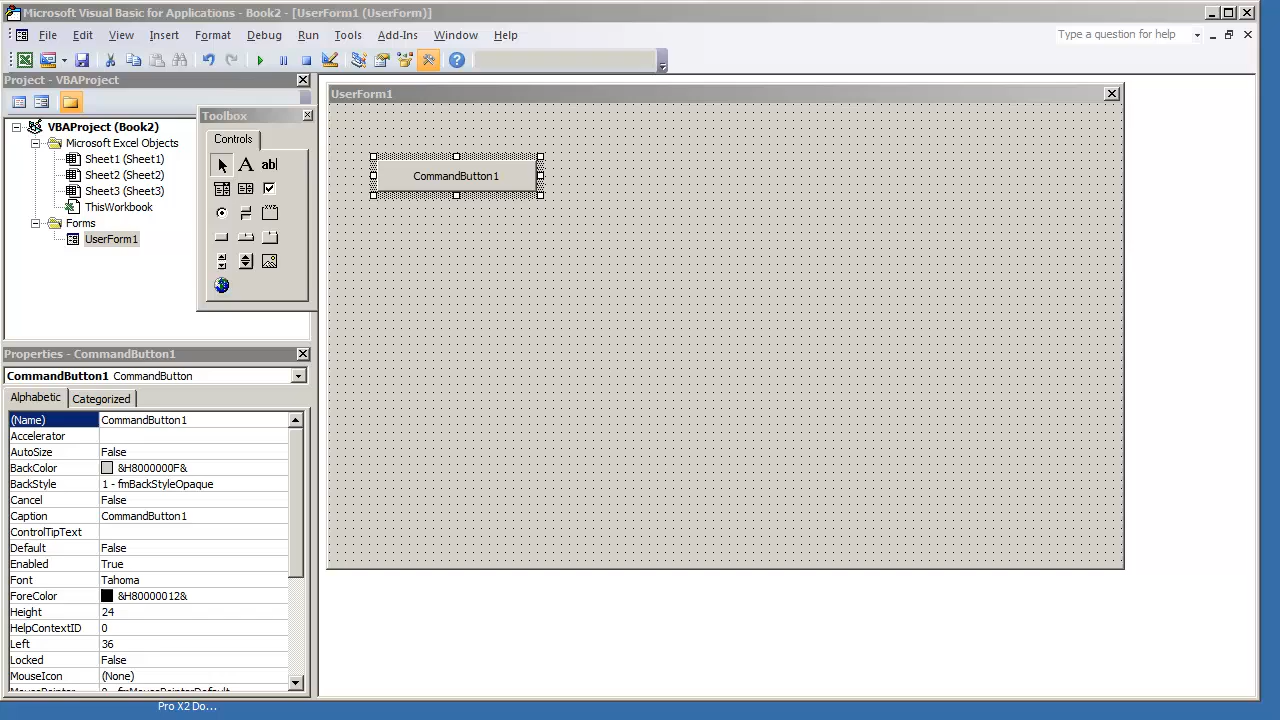 Microsoft Visual Basic for Applications - Book2 - [UserForm1 (UserForm)]
File Edit View Insert Format Debug Run Tools Add-Ins Window Help
Type a question for help
Project - VBAProject
VBAProject (Book2)
Microsoft Excel Objects
Sheet1 (Sheet1)
Sheet2 (Sheet2)
Sheet3 (Sheet3)
ThisWorkbook
Forms
UserForm1
Toolbox
Controls
A
ab|
UserForm1
CommandButton1
Properties - CommandButton1
CommandButton1 CommandButton
Alphabetic Categorized
(Name) CommandButton1
Accelerator
AutoSize False
BackColor &H8000000F&
BackStyle 1 - fmBackStyleOpaque
Cancel False
Caption CommandButton1
ControlTipText
Default False
Enabled True
Font Tahoma
ForeColor &H80000012&
Height 24
HelpContextID 0
Left 36
Locked False
MouseIcon (None)
MousePointer 0 - fmMousePointerDefault
Pro X2 Do...